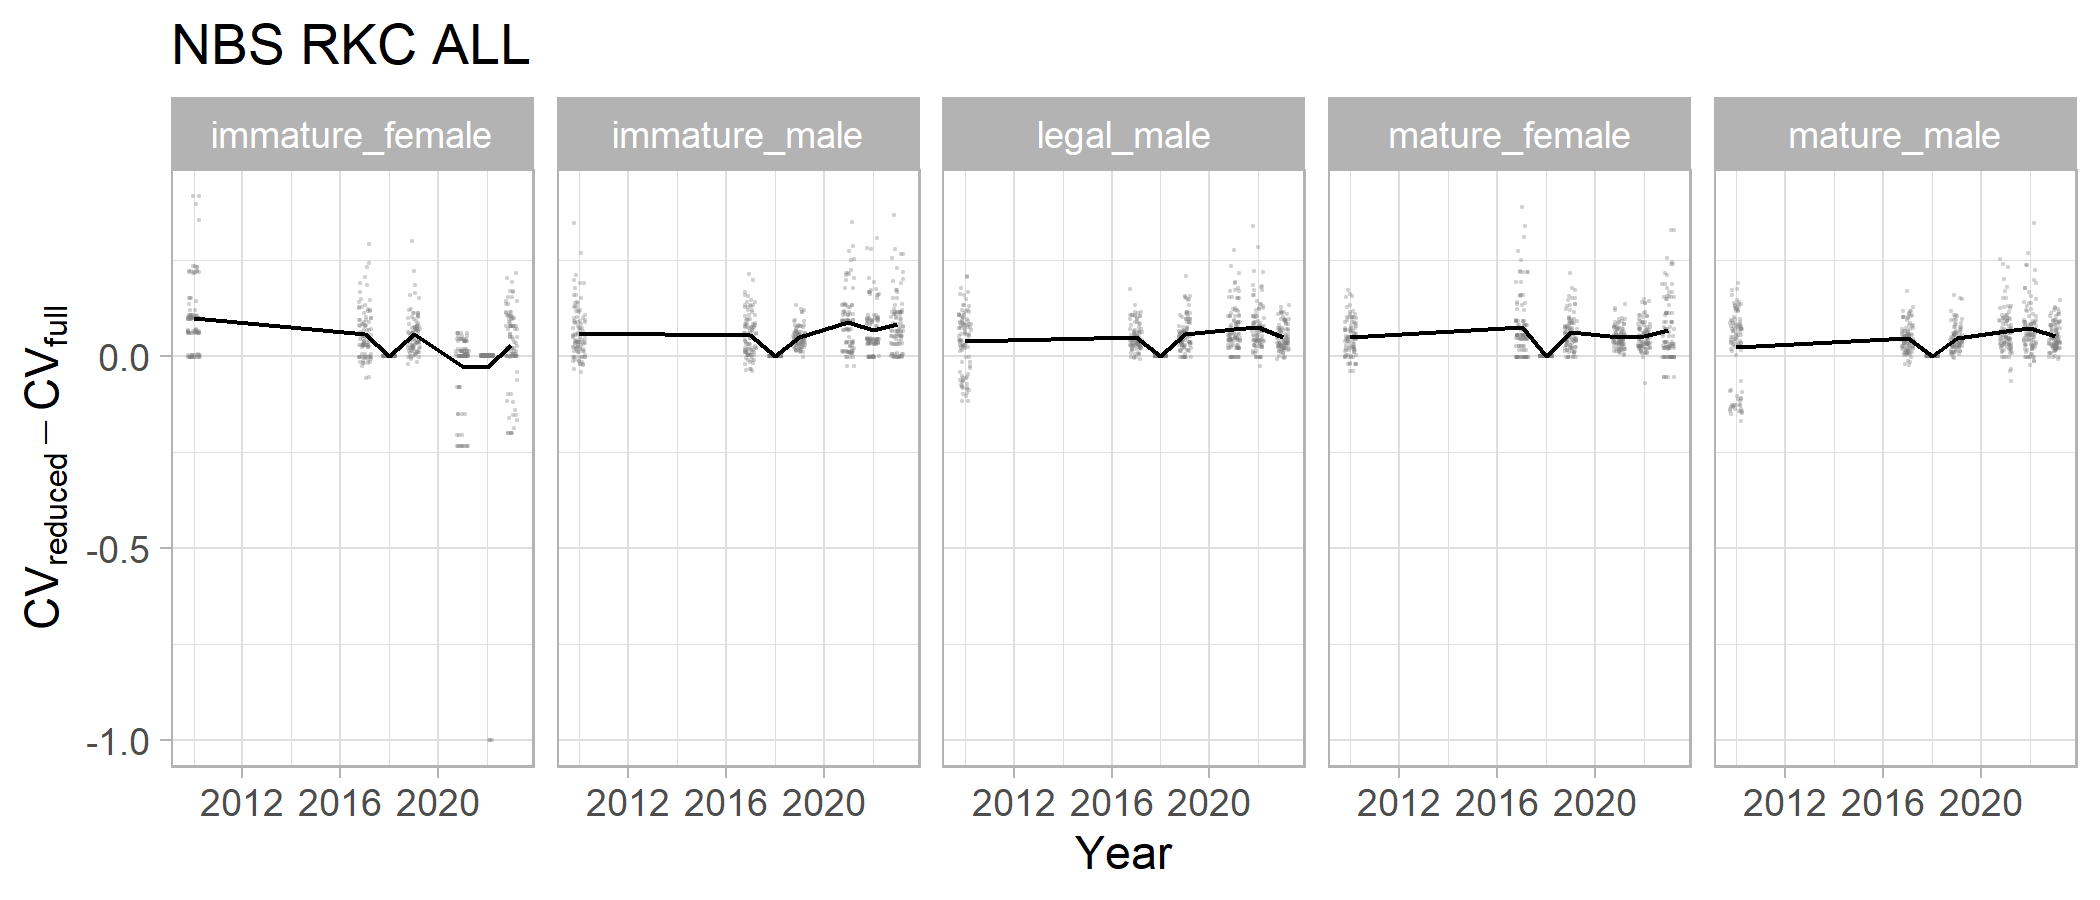 NBS RKC ALL
immature_female immature_male legal_male mature_female mature_male
CVreduced − CVfull
0.0
-0.5
-1.0
2012 2016 2020 2012 2016 2020 2012 2016 2020 2012 2016 2020 2012 2016 2020
Year